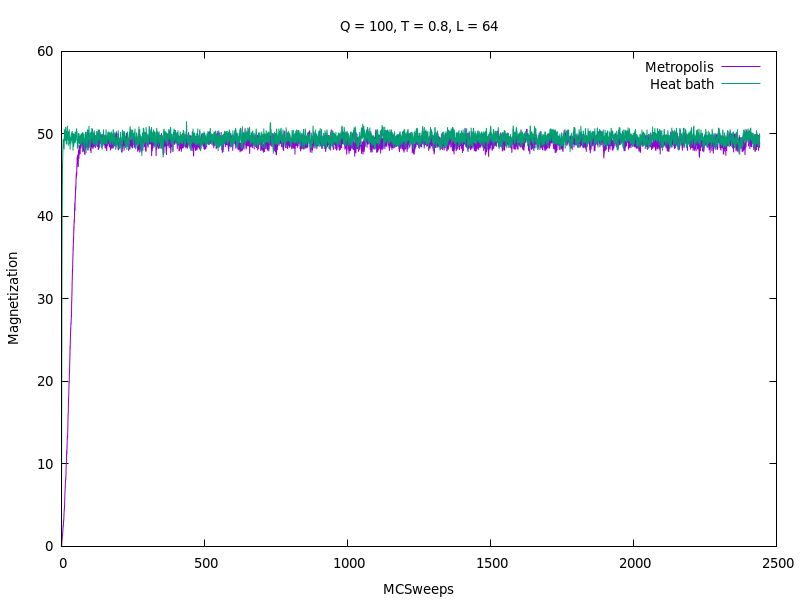 Q = 100, T = 0.8, L = 64
Metropolis
Heat bath
60
50
40
30
20
10
0
Magnetization
0 500 1000 1500 2000 2500
MCSweeps